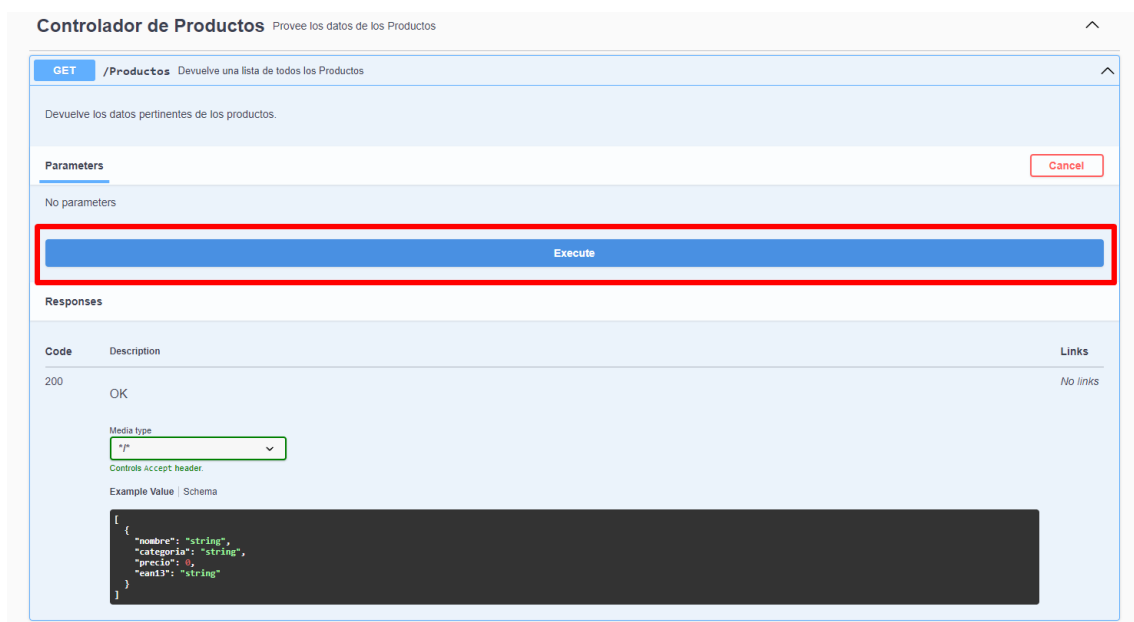 Controlador de Productos Provee los datos de los Productos
GET /Productos Devuelve una lista de todos los Productos
Devuelve los datos pertinentes de los productos.
Parameters Cancel
No parameters
Execute
Responses
Code Description Links
200 OK No links
Media type
*/*
Controls Accept header.
Example Value | Schema
[
  {
    "nombre": "string",
    "categoria": "string",
    "precio": 0,
    "ean13": "string"
  }
]